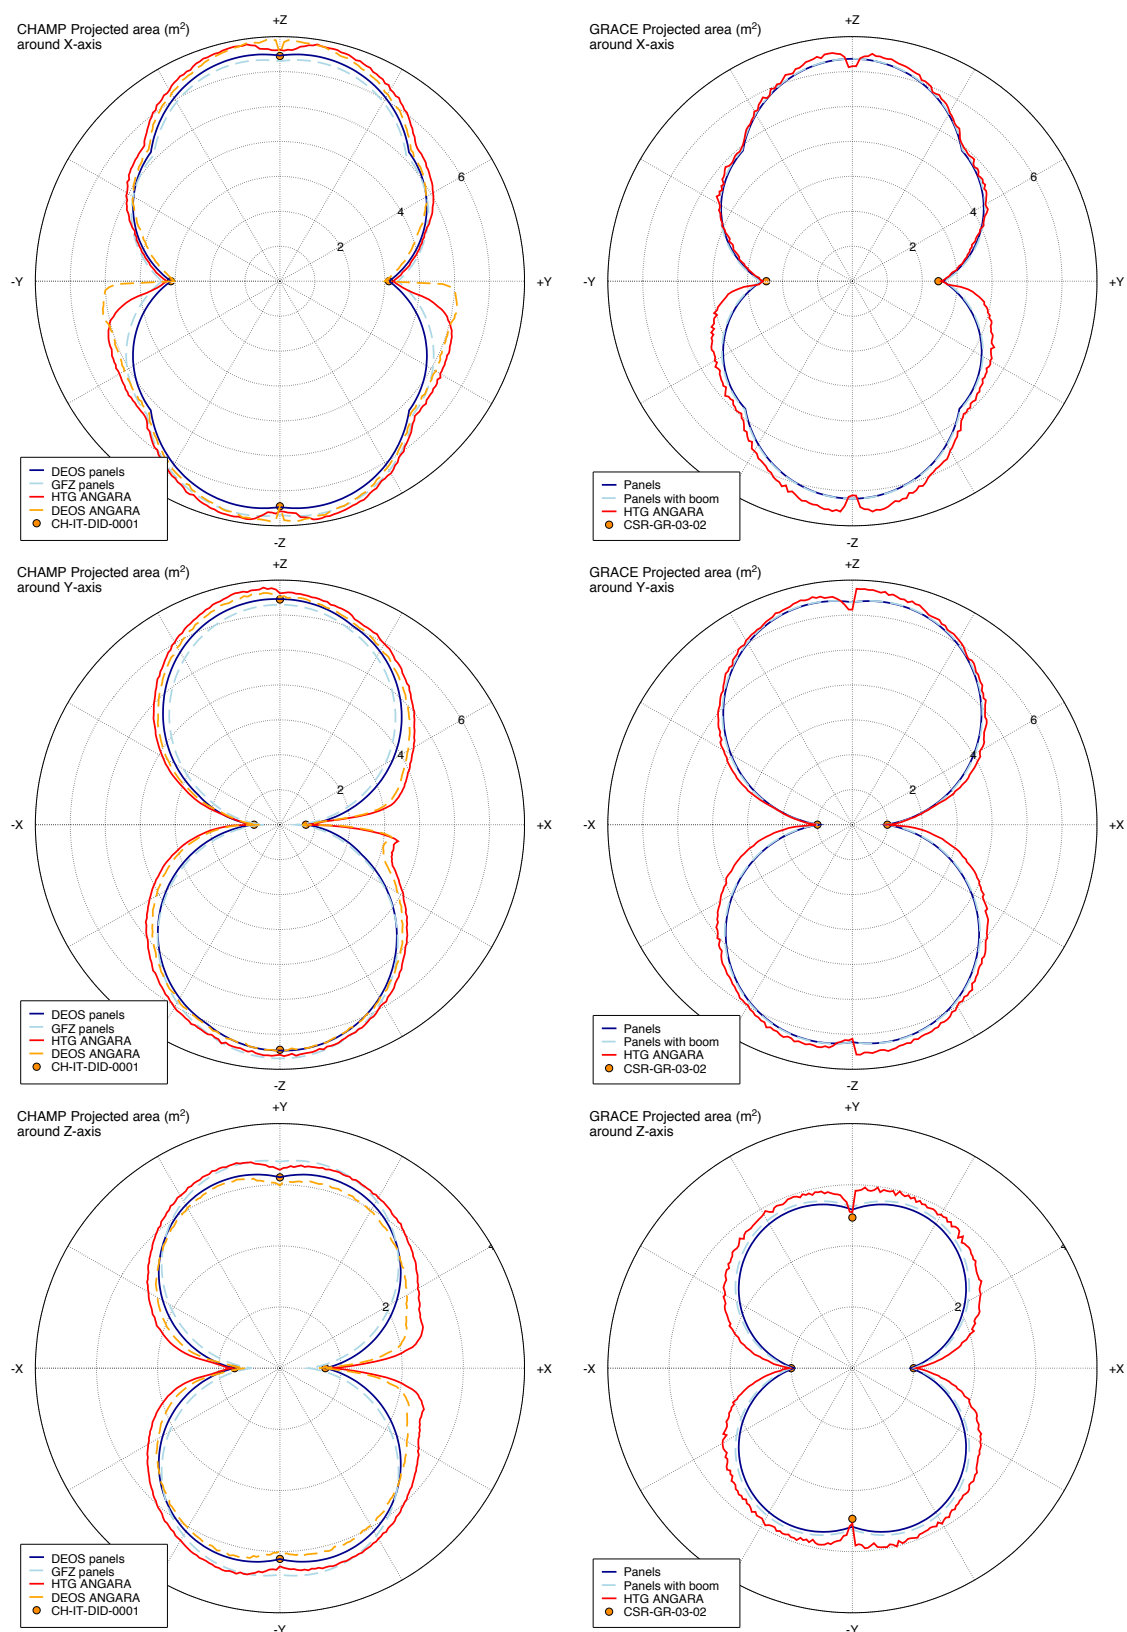 CHAMP Projected area (m²)
around X-axis
+Z
6
4
2
-Y
+Y
DEOS panels
GFZ panels
HTG ANGARA
DEOS ANGARA
CH-IT-DID-0001
-Z
GRACE Projected area (m²)
around X-axis
+Z
6
4
2
-Y
+Y
Panels
Panels with boom
HTG ANGARA
CSR-GR-03-02
-Z
CHAMP Projected area (m²)
around Y-axis
+Z
6
4
2
-X
+X
DEOS panels
GFZ panels
HTG ANGARA
DEOS ANGARA
CH-IT-DID-0001
-Z
GRACE Projected area (m²)
around Y-axis
+Z
6
4
2
-X
+X
Panels
Panels with boom
HTG ANGARA
CSR-GR-03-02
-Z
CHAMP Projected area (m²)
around Z-axis
+Y
4
2
-X
+X
DEOS panels
GFZ panels
HTG ANGARA
DEOS ANGARA
CH-IT-DID-0001
-Y
GRACE Projected area (m²)
around Z-axis
+Y
4
2
-X
+X
Panels
Panels with boom
HTG ANGARA
CSR-GR-03-02
-Y